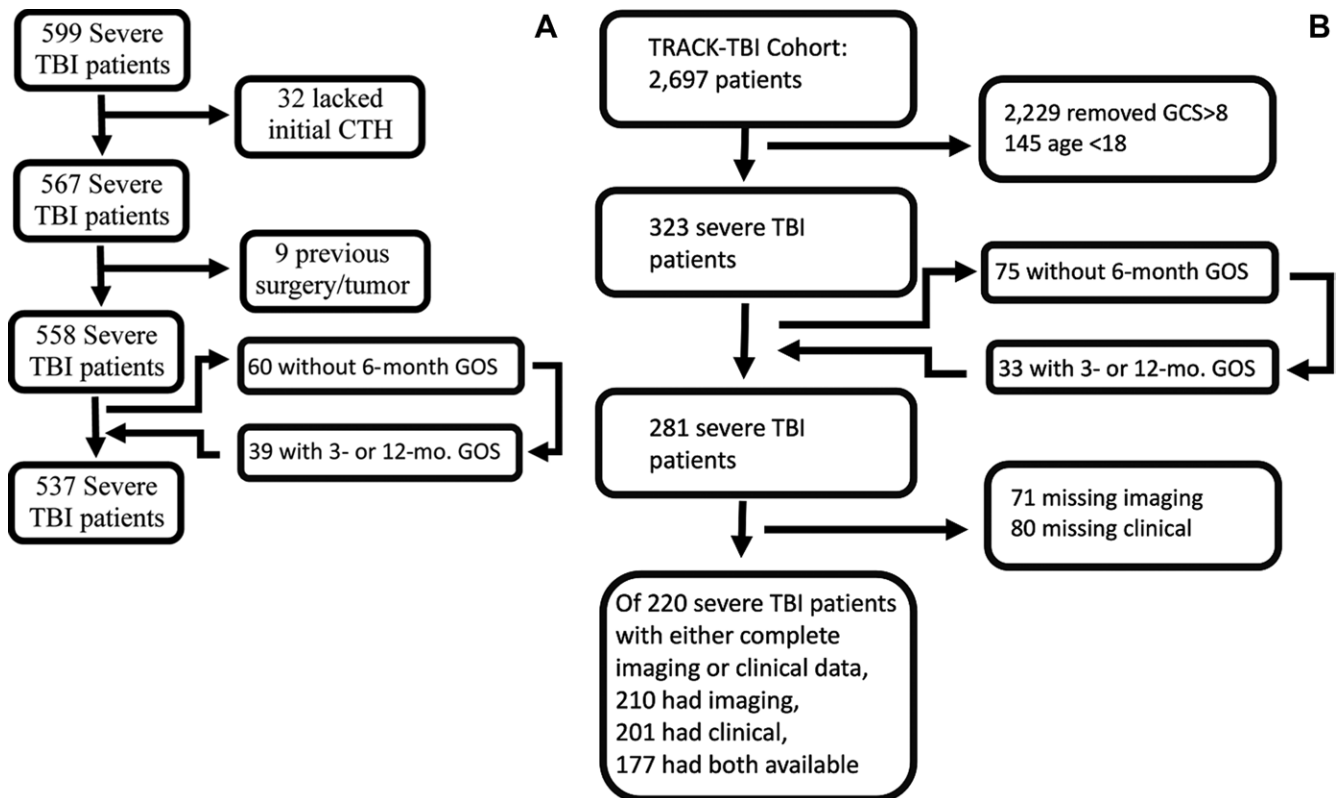 A
599 Severe
TBI patients
32 lacked
initial CTH
567 Severe
TBI patients
9 previous
surgery/tumor
558 Severe
TBI patients
60 without 6-month GOS
39 with 3- or 12-mo. GOS
537 Severe
TBI patients
B
TRACK-TBI Cohort:
2,697 patients
2,229 removed GCS>8
145 age <18
323 severe TBI
patients
75 without 6-month GOS
33 with 3- or 12-mo. GOS
281 severe TBI
patients
71 missing imaging
80 missing clinical
Of 220 severe TBI patients
with either complete
imaging or clinical data,
210 had imaging,
201 had clinical,
177 had both available